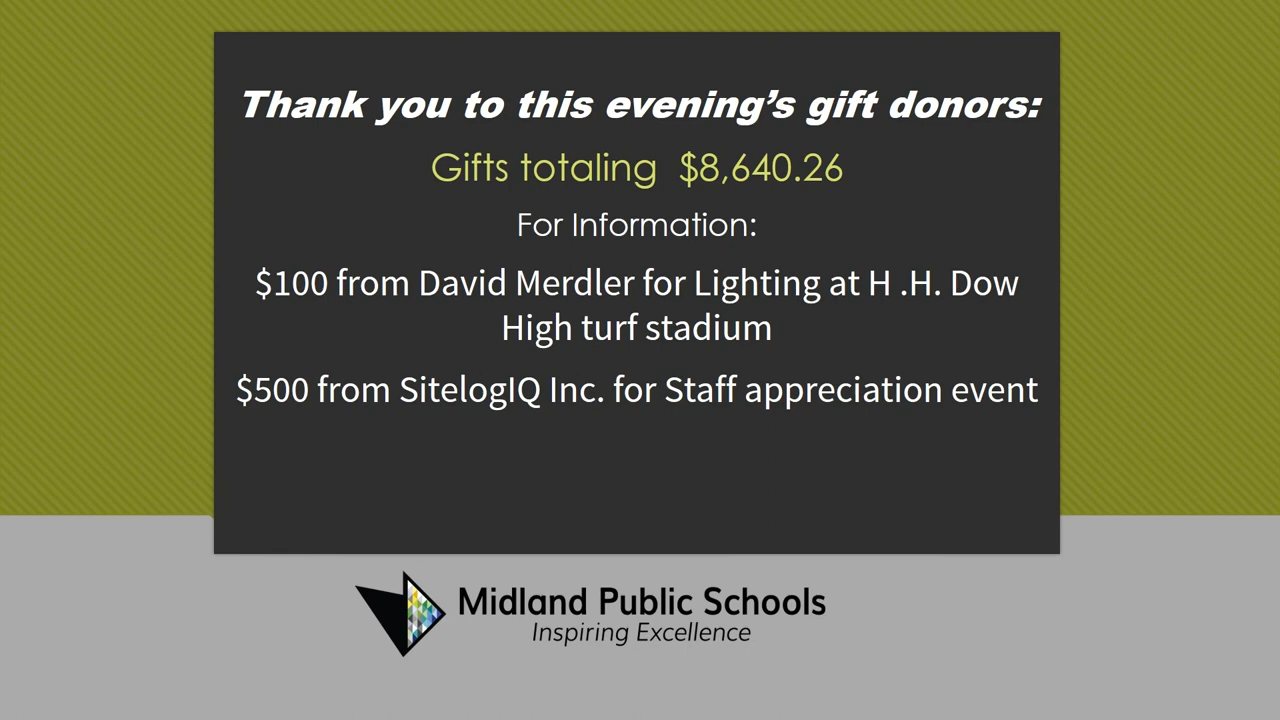 Thank you to this evening’s gift donors:
Gifts totaling $8,640.26
For Information:
$100 from David Merdler for Lighting at H .H. Dow
High turf stadium
$500 from SitelogIQ Inc. for Staff appreciation event
Midland Public Schools
Inspiring Excellence